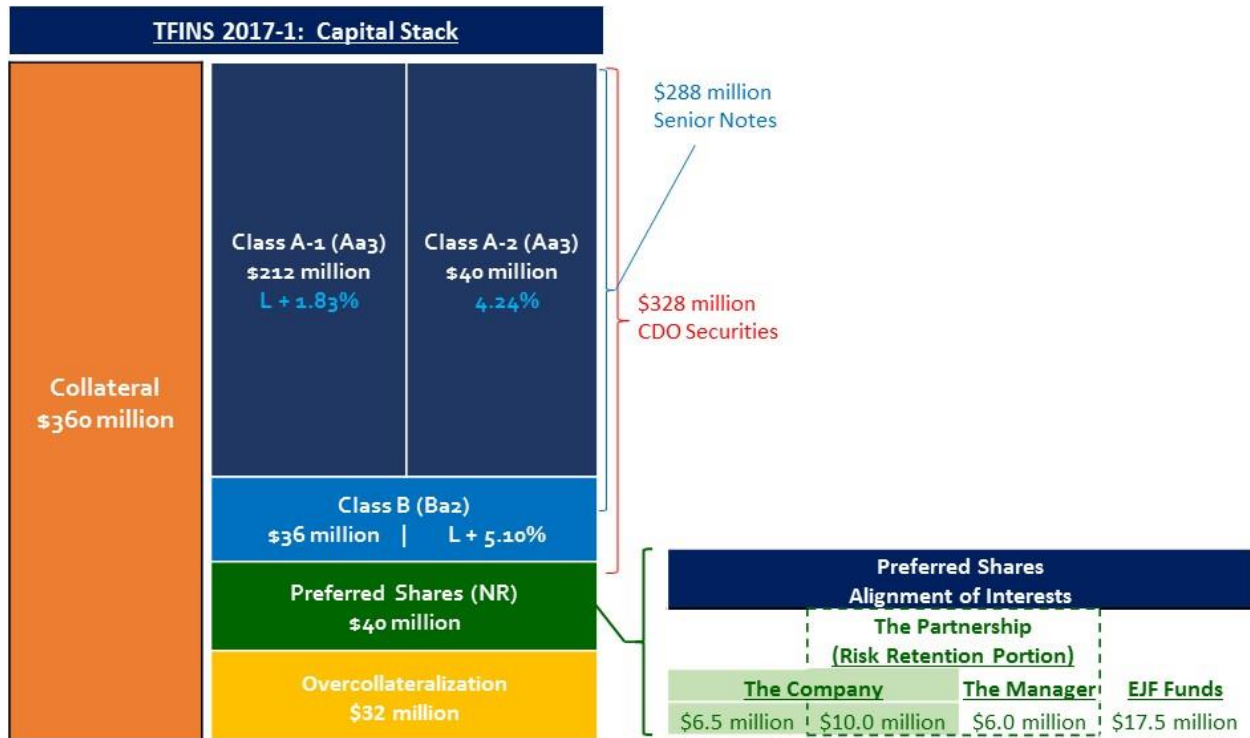 TFINS 2017-1: Capital Stack
Collateral
$360 million
Class A-1 (Aa3)
$212 million
L + 1.83%
Class A-2 (Aa3)
$40 million
4.24%
$288 million
Senior Notes
$328 million
CDO Securities
Class B (Ba2)
$36 million | L + 5.10%
Preferred Shares (NR)
$40 million
Overcollateralization
$32 million
Preferred Shares
Alignment of Interests
The Partnership
(Risk Retention Portion)
The Company The Manager EJF Funds
$6.5 million $10.0 million $6.0 million $17.5 million